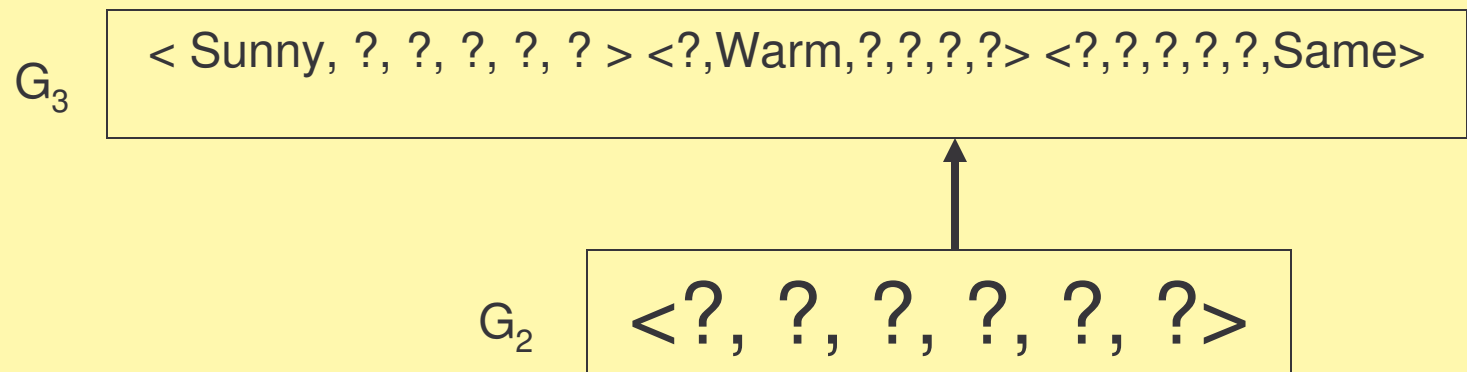 < Sunny, ?, ?, ?, ?, ? > <?,Warm,?,?,?,?> <?,?,?,?,?,Same>
G3
G2
<?, ?, ?, ?, ?, ?>